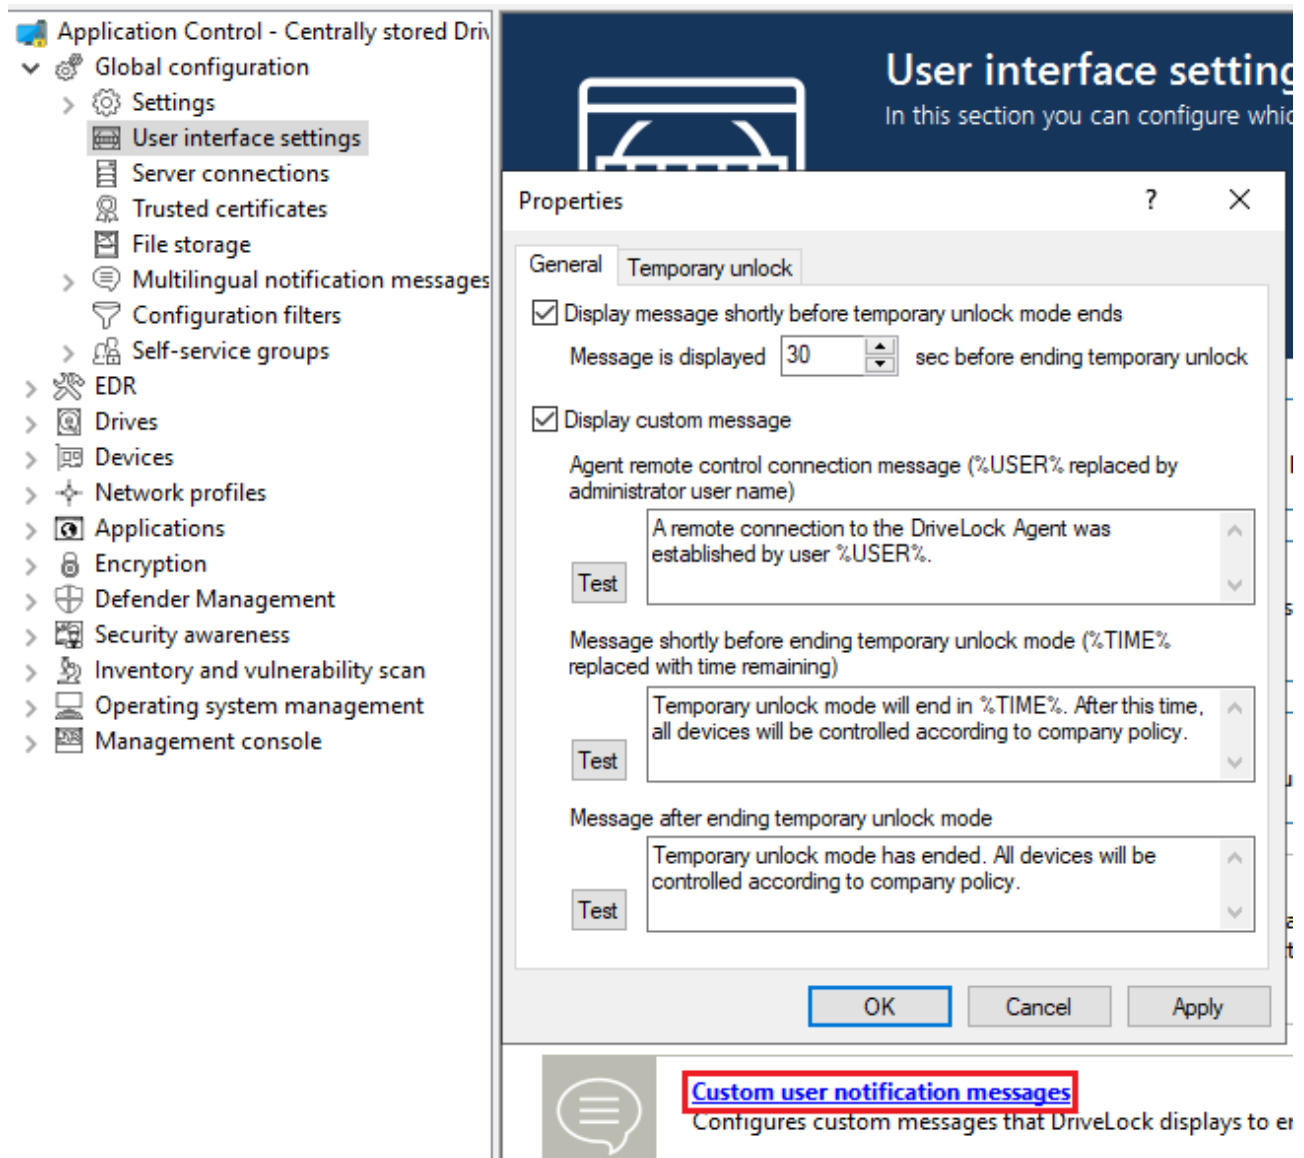 Application Control - Centrally stored
Global configuration
Settings
User interface settings
Server connections
Trusted certificates
File storage
Multilingual notification messages
Configuration filters
Self-service groups
EDR
Drives
Devices
Network profiles
Applications
Encryption
Defender Management
Security awareness
Inventory and vulnerability scan
Operating system management
Management console
User interface
In this section you can configure
Properties
?
General
Temporary unlock
Display message shortly before temporary unlock mode ends
Message is displayed 30 sec before ending temporary unlock
Display custom message
Agent remote control connection message (%USER% replaced by
administrator user name)
A remote connection to the DriveLock Agent was
established by user %USER%.
Test
Message shortly before ending temporary unlock mode (%TIME%
replaced with time remaining)
Temporary unlock mode will end in %TIME%. After this time,
all devices will be controlled according to company policy.
Test
Message after ending temporary unlock mode
Temporary unlock mode has ended. All devices will be
controlled according to company policy.
Test
OK
Cancel
Apply
Custom user notification messages
Configures custom messages that DriveLock displays to